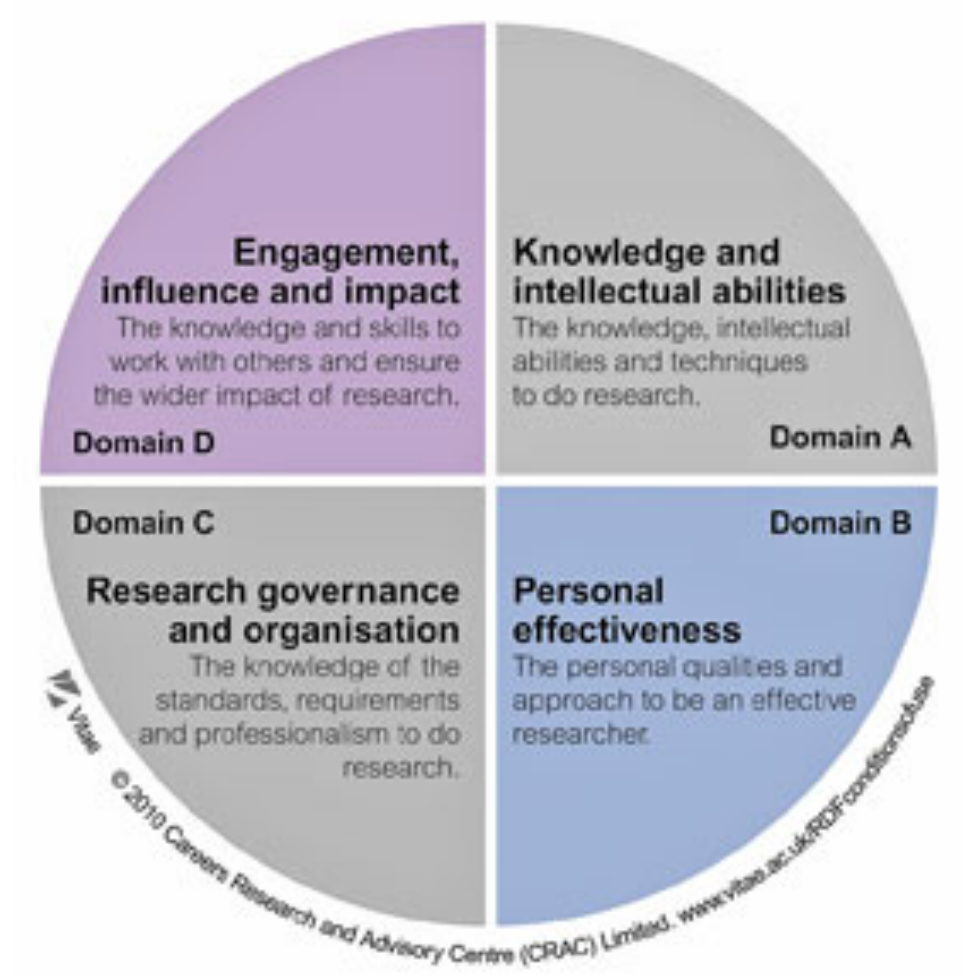 Engagement,
influence and impact
The knowledge and skills to
work with others and ensure
the wider impact of research.
Domain D
Knowledge and
intellectual abilities
The knowledge, intellectual
abilities and techniques
to do research.
Domain A
Domain C
Research governance
and organisation
The knowledge of the
standards, requirements
and professionalism to do
research.
Domain B
Personal
effectiveness
The personal qualities and
approach to be an effective
researcher.
Vitae © 2010 Careers Research and Advisory Centre (CRAC) Limited. www.vitae.ac.uk/RDFconditionsofuse